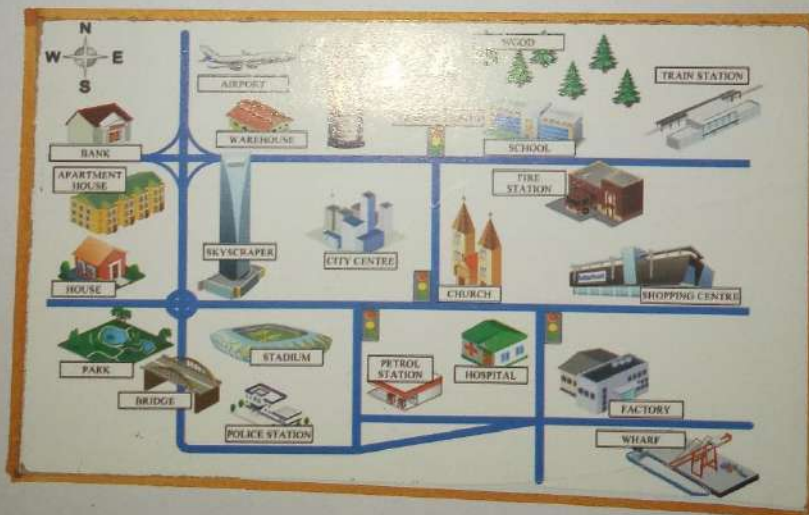 N
W E
S
AIRPORT
WOOD
TRAIN STATION
BANK
WAREHOUSE
SCHOOL
APARTMENT
HOUSE
FIRE
STATION
SKYSCRAPER
CITY CENTRE
HOUSE
CHURCH
SHOPPING CENTRE
PARK
STADIUM
PETROL
STATION
HOSPITAL
BRIDGE
FACTORY
POLICE STATION
WHARF